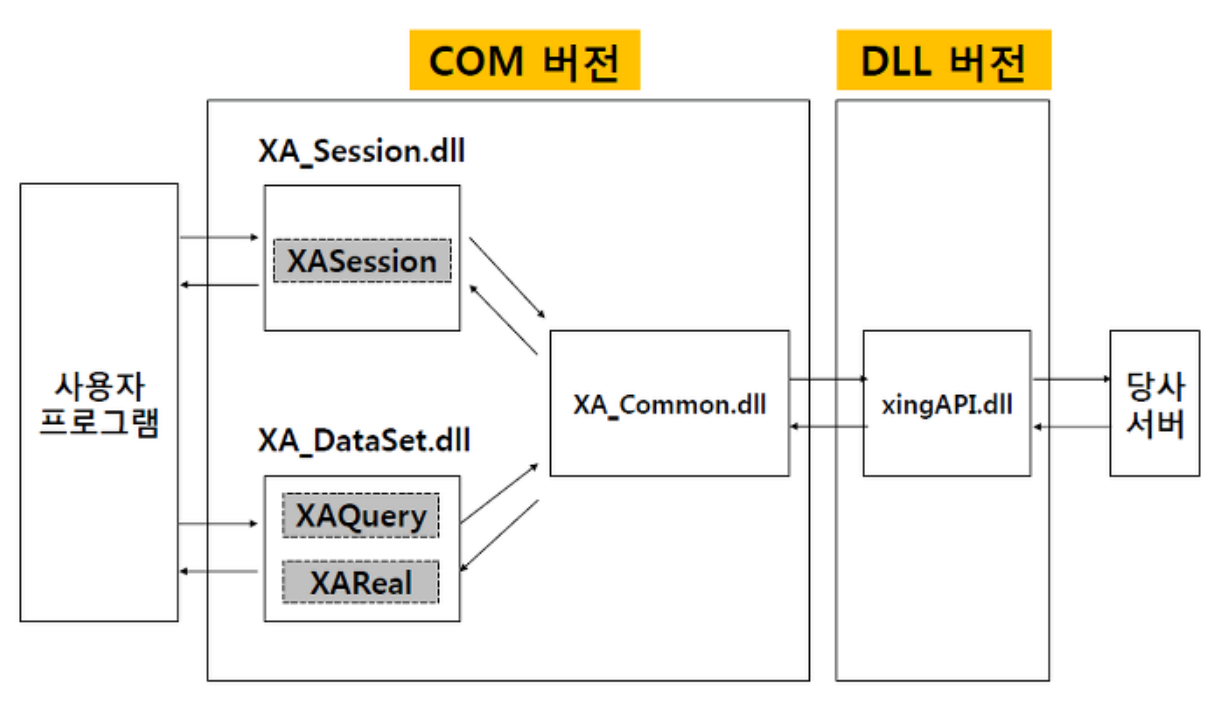 COM 버전
DLL 버전
XA_Session.dll
XASession
사용자
프로그램
XA_DataSet.dll
XAQuery
XAReal
XA_Common.dll
xingAPI.dll
당사
서버